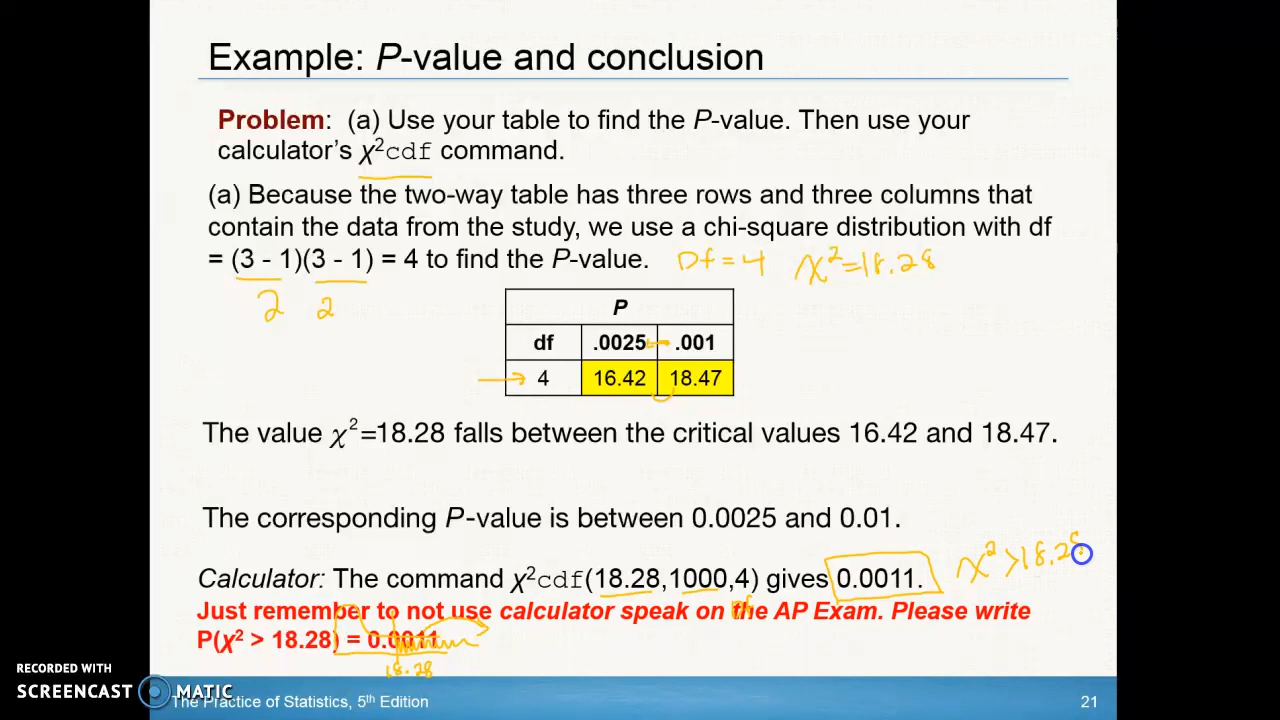 Example: P-value and conclusion
Problem: (a) Use your table to find the P-value. Then use your
calculator's χ²cdf command.
(a) Because the two-way table has three rows and three columns that
contain the data from the study, we use a chi-square distribution with df
= (3 - 1)(3 - 1) = 4 to find the P-value. Df = 4 χ²=18.28
2 2
P
df .0025 .001
4 16.42 18.47
The value χ²=18.28 falls between the critical values 16.42 and 18.47.
The corresponding P-value is between 0.0025 and 0.01.
χ² >18.28
Calculator: The command χ²cdf(18.28,1000,4) gives 0.0011.
df
Just remember to not use calculator speak on the AP Exam. Please write
P(χ² > 18.28) = 0.0011
18.28
RECORDED WITH
SCREENCAST MATIC
The Practice of Statistics, 5th Edition 21